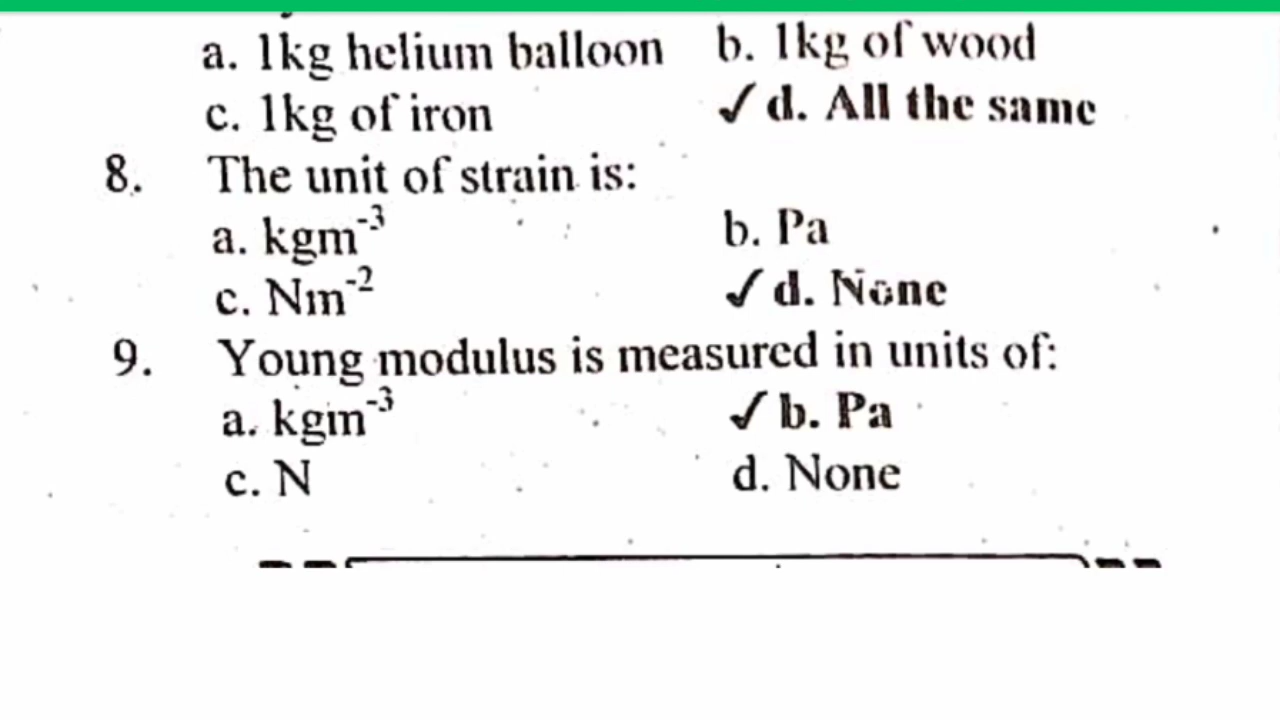 a. 1kg helium balloon b. 1kg of wood
c. 1kg of iron ✓ d. All the same
8. The unit of strain is:
a. kgm⁻³ b. Pa
c. Nm⁻² ✓ d. None
9. Young modulus is measured in units of:
a. kgm⁻³ ✓ b. Pa
c. N d. None